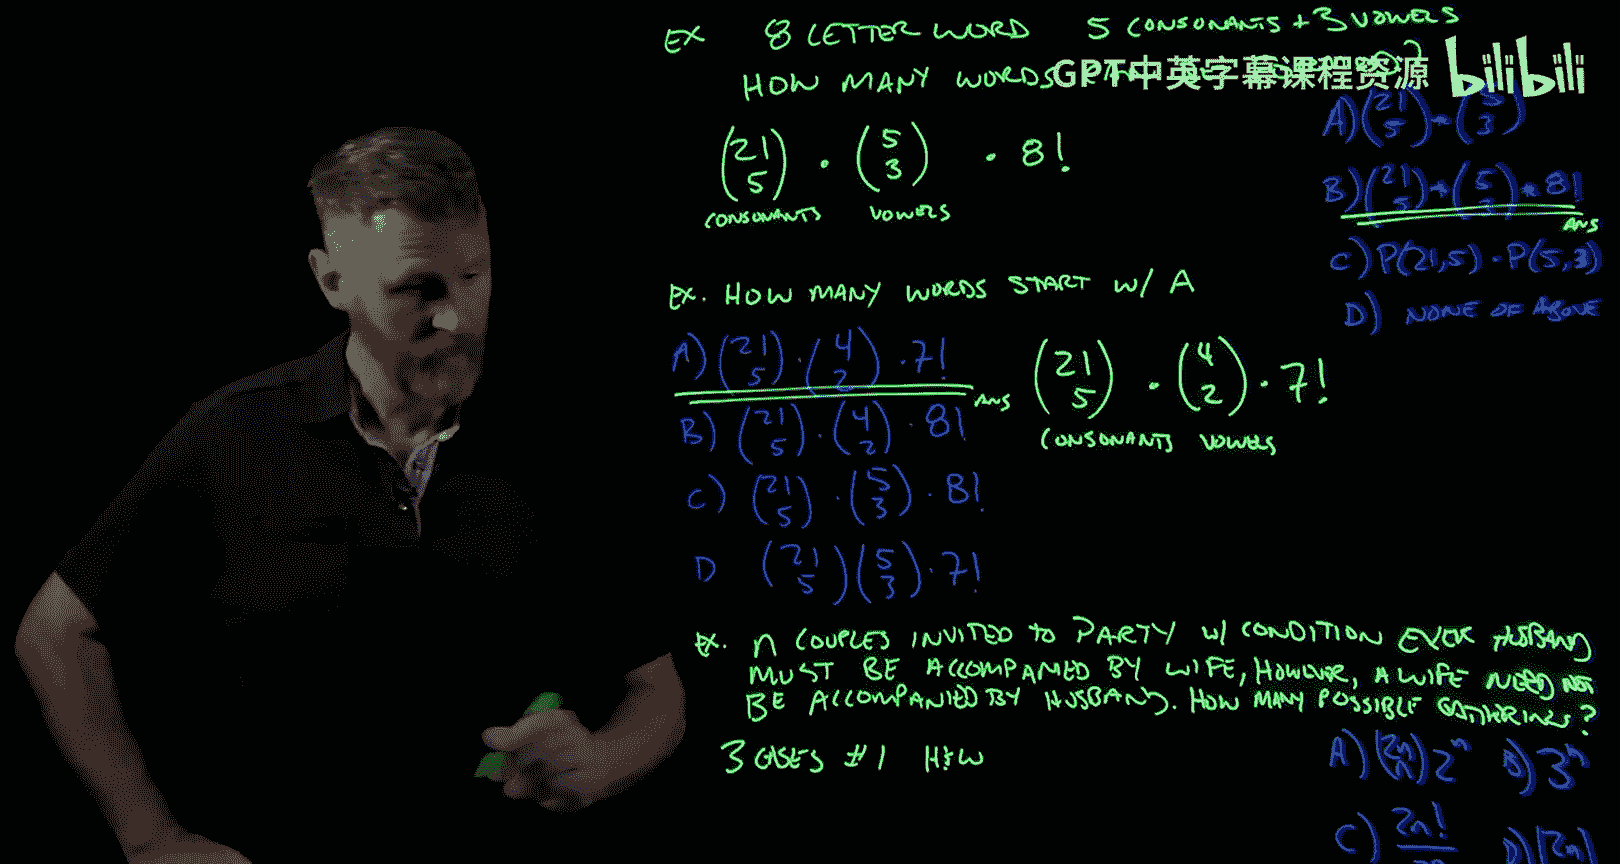 EX 8 LETTER WORD 5 CONSONANTS + 3 VOWELS
HOW MANY WORDS
GPT中英字幕课程资源 bilibili
(21 5) · (5 3) · 8!
CONSONANTS VOWELS
A) (21 5) · (5 3)
B) (21 5) · (5 3) · 8!
ANS
C) P(21,5) · P(5,3)
D) NONE OF ABOVE
EX. HOW MANY WORDS START W/ A
A) (21 5) · (4 2) · 7!
ANS
B) (21 5) · (4 2) · 8!
C) (21 5) · (5 3) · 8!
D (21 5) (5 3) · 7!
(21 5) · (4 2) · 7!
CONSONANTS VOWELS
EX. n COUPLES INVITED TO PARTY W/ CONDITION HUSBAND
MUST BE ACCOMPANIED BY WIFE, HOWEVER, A WIFE NEED NOT
BE ACCOMPANIED BY HUSBAND. HOW MANY POSSIBLE GATHERINGS?
3 CASES #1 H&W
A) (2n n) 2ⁿ B) 3ⁿ
C) 2n! D)